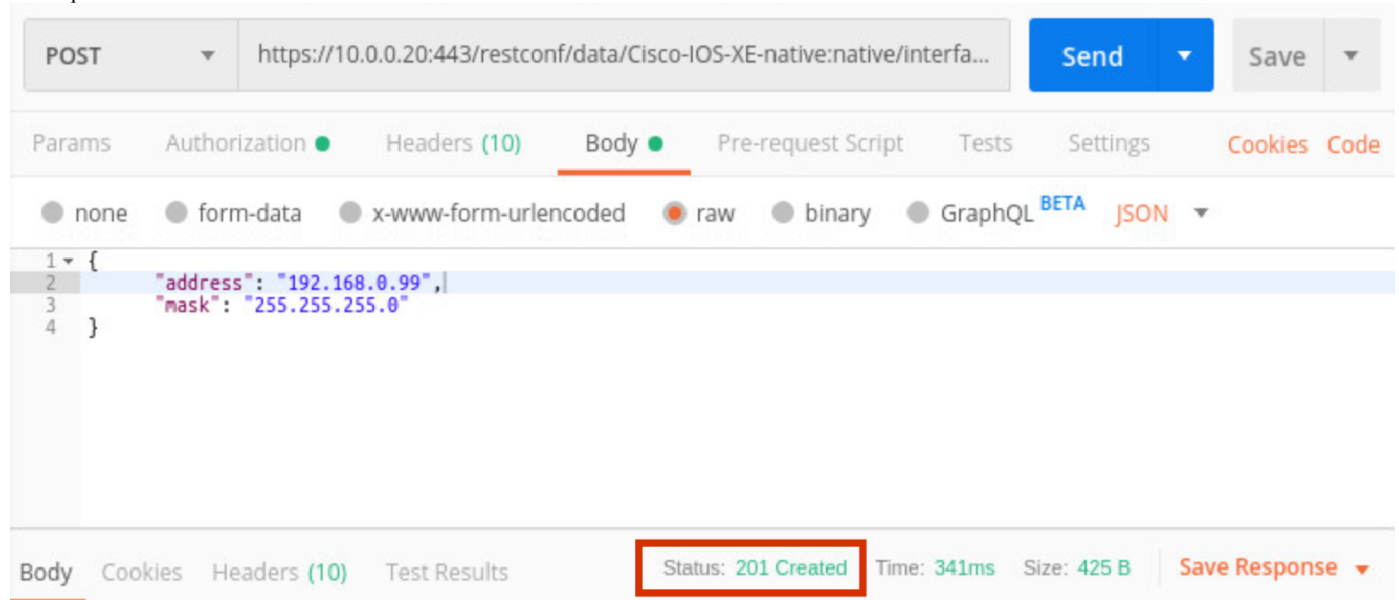 POST https://10.0.0.20:443/restconf/data/Cisco-IOS-XE-native:native/interfa... Send Save
Params Authorization Headers (10) Body Pre-request Script Tests Settings Cookies Code
none form-data x-www-form-urlencoded raw binary GraphQL BETA JSON
1 {
2 "address": "192.168.0.99",
3 "mask": "255.255.255.0"
4 }
Body Cookies Headers (10) Test Results Status: 201 Created Time: 341ms Size: 425 B Save Response